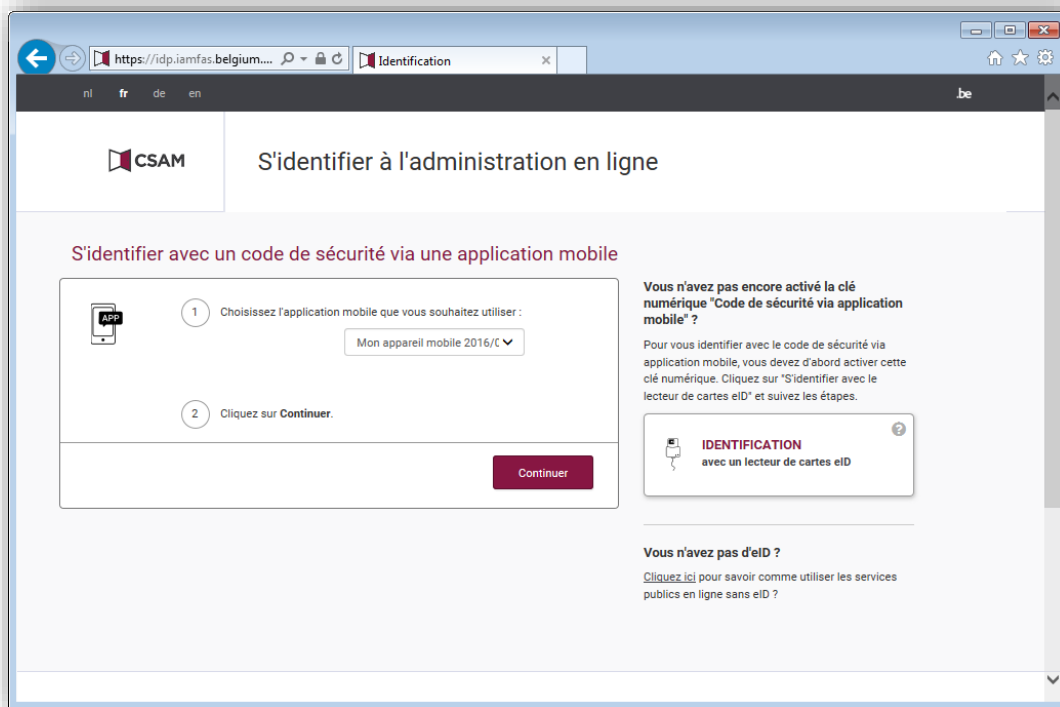 https://idp.iamfas.belgium....
Identification
nl fr de en
.be
CSAM
S'identifier à l'administration en ligne
S'identifier avec un code de sécurité via une application mobile
APP
1
Choisissez l'application mobile que vous souhaitez utiliser :
Mon appareil mobile 2016/0
2
Cliquez sur Continuer.
Continuer
Vous n'avez pas encore activé la clé
numérique "Code de sécurité via application
mobile" ?
Pour vous identifier avec le code de sécurité via
application mobile, vous devez d'abord activer cette
clé numérique. Cliquez sur "S'identifier avec le
lecteur de cartes eID" et suivez les étapes.
?
IDENTIFICATION
avec un lecteur de cartes eID
Vous n'avez pas d'eID ?
Cliquez ici pour savoir comme utiliser les services
publics en ligne sans eID ?